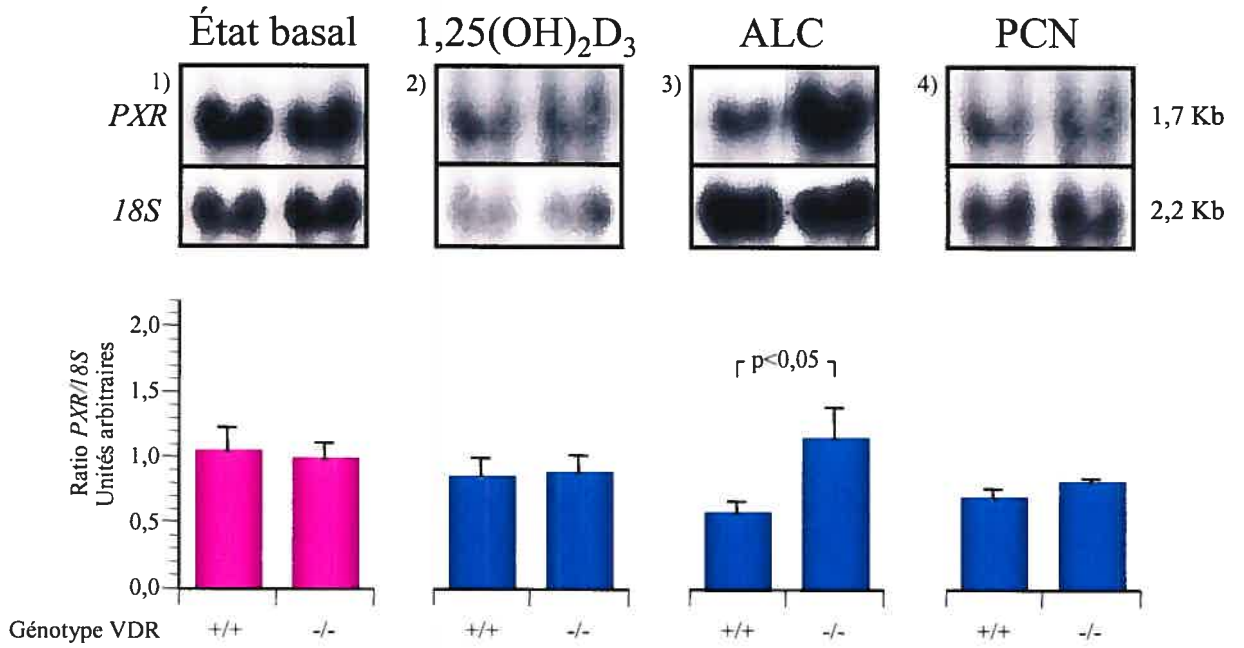 État basal 1,25(OH)₂D₃ ALC PCN
1) 2) 3) 4)
PXR 1,7 Kb
18S 2,2 Kb
Ratio PXR/18S
Unités arbitraires
2,0
1,5
1,0
0,5
0,0
p<0,05
Génotype VDR +/+ -/- +/+ -/- +/+ -/- +/+ -/-